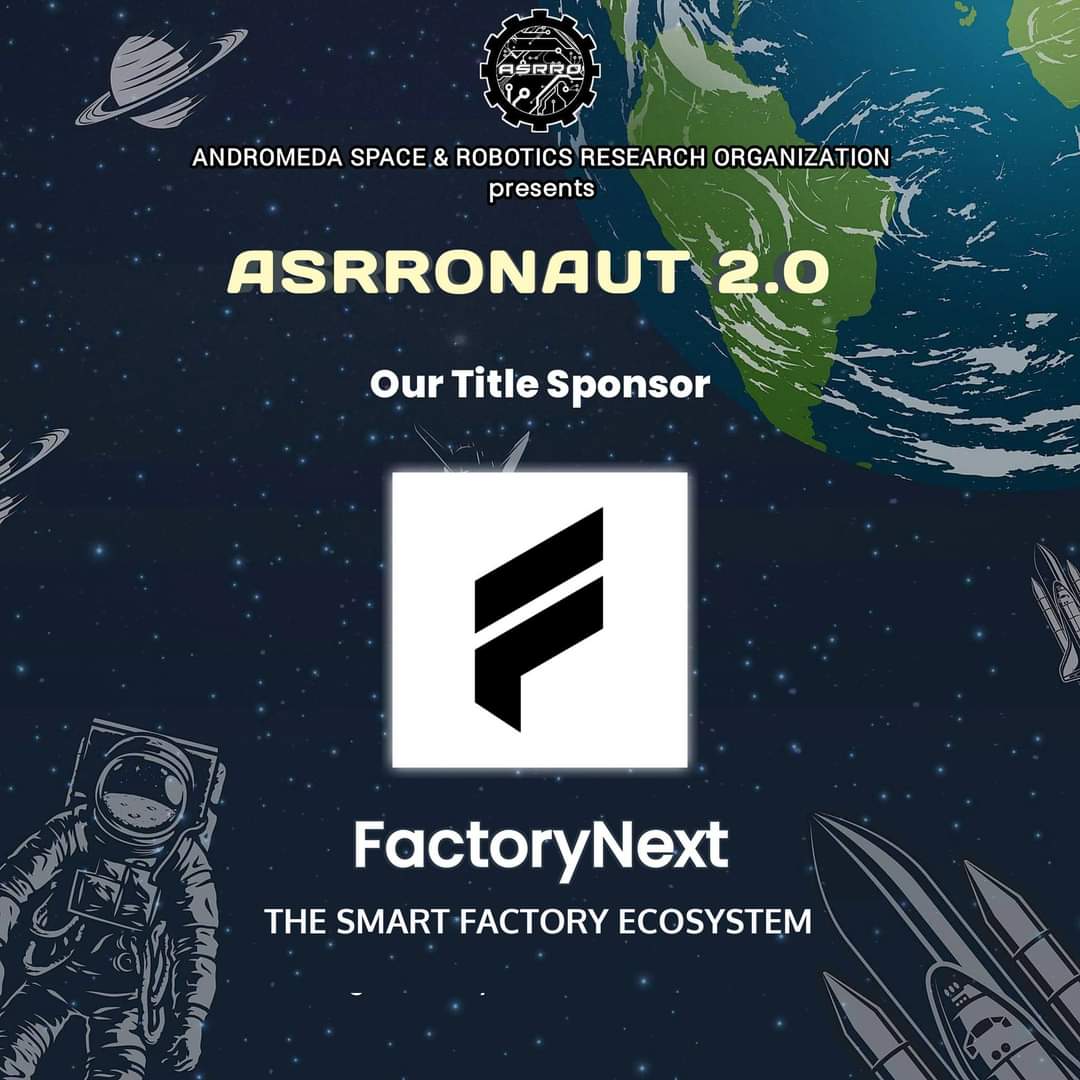 ASRRO
ANDROMEDA SPACE & ROBOTICS RESEARCH ORGANIZATION
presents
ASRRONAUT 2.0
Our Title Sponsor
FactoryNext
THE SMART FACTORY ECOSYSTEM